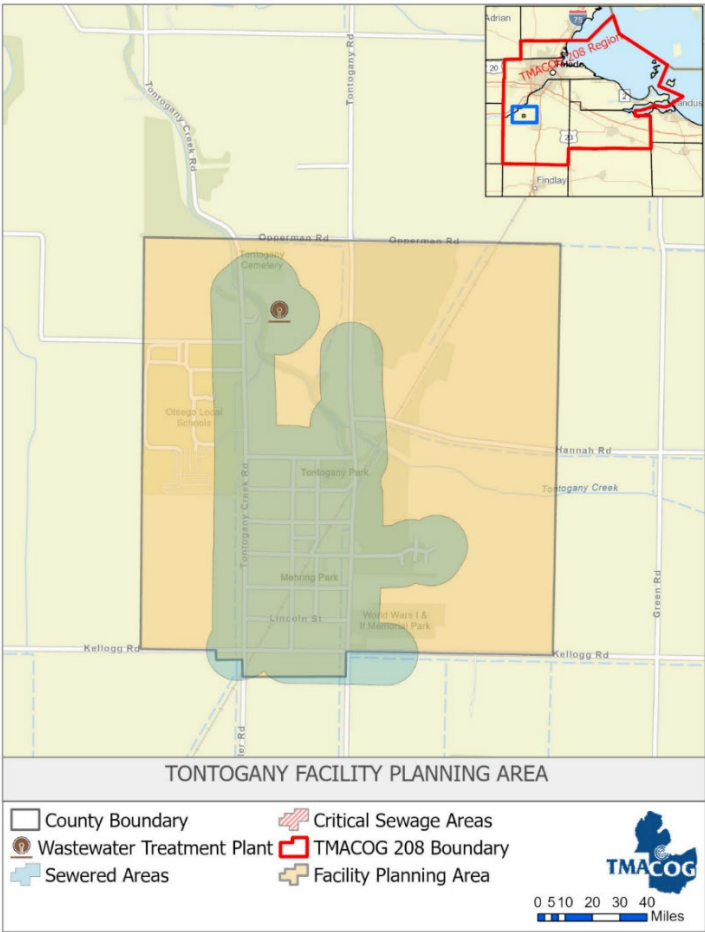 Adrian
75
20
TMACOG 208 Region
2
23
Findlay
Tontogany Creek Rd
Tontogany Rd
Opperman Rd
Opperman Rd
Tontogany
Cemetery
Otsego Local
Schools
Hannah Rd
Tontogany Park
Tontogany Creek
Tontogany Creek Rd
Mehring Park
Green Rd
Lincoln St
World Wars I &
II Memorial Park
Kellogg Rd
Kellogg Rd
ler Rd
TONTOGANY FACILITY PLANNING AREA
County Boundary
Critical Sewage Areas
Wastewater Treatment Plant
TMACOG 208 Boundary
Sewered Areas
Facility Planning Area
TMACOG
0 5 10 20 30 40
Miles